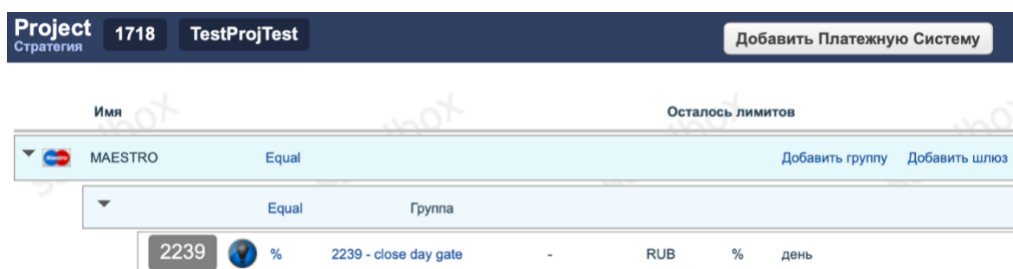 Project 1718 TestProjTest Добавить Платежную Систему
Стратегия
Имя Осталось лимитов
MAESTRO Equal Добавить группу Добавить шлюз
Equal Группа
2239 % 2239 - close day gate - RUB % день